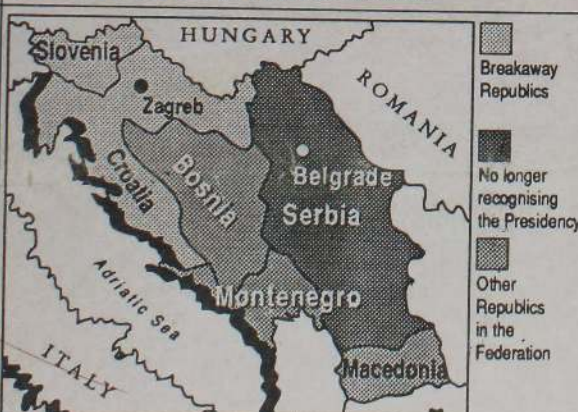 HUNGARY
Slovenia
ROMANIA
Zagreb
Croatia
Bosnia
Belgrade
Serbia
Adriatic Sea
Montenegro
ITALY
Macedonia
Breakaway
Republics
No longer
recognising
the Presidency
Other
Republics
in the
Federation